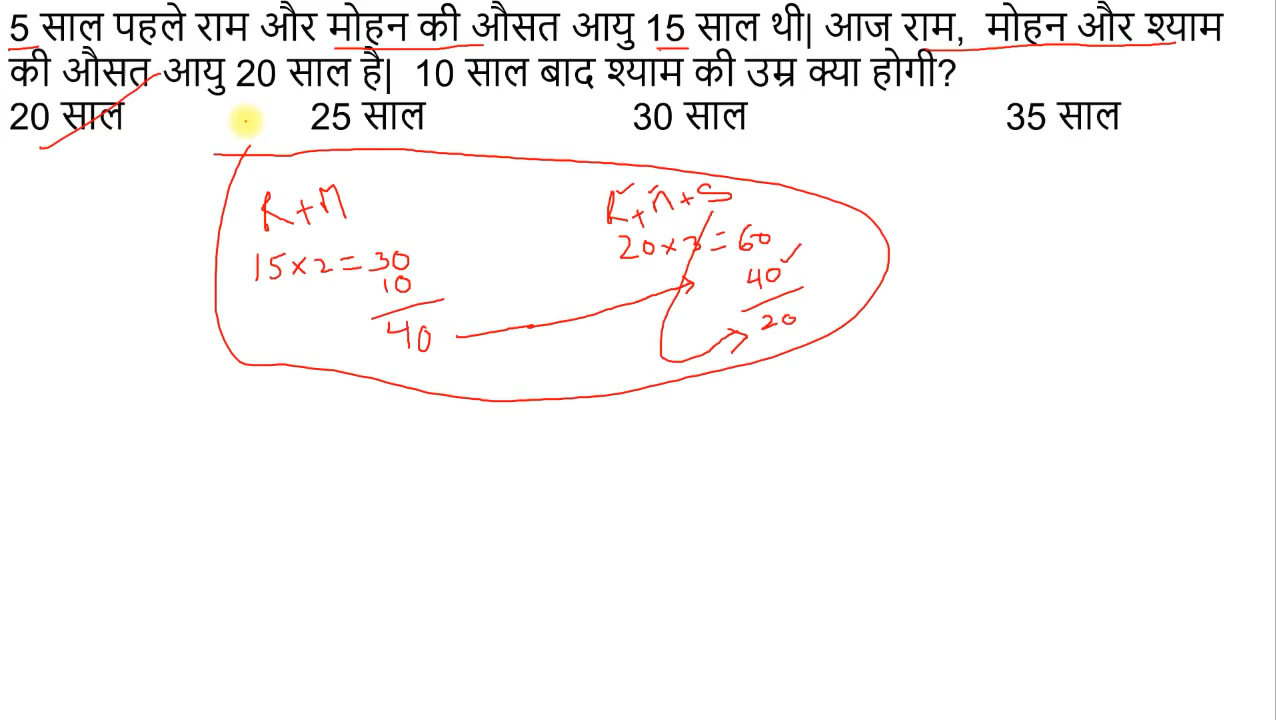 5 साल पहले राम और मोहन की औसत आयु 15 साल थी| आज राम, मोहन और श्याम
की औसत आयु 20 साल है| 10 साल बाद श्याम की उम्र क्या होगी?
20 साल 25 साल 30 साल 35 साल
R+M
15×2=30
10
40
R+M+S
20×3=60
40
20